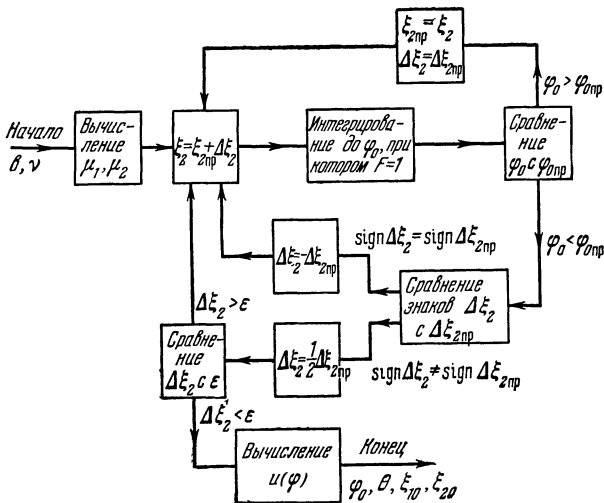 ξ₂пр = ξ₂
Δξ₂ = Δξ₂пр
φ₀ > φ₀пр
Начало
θ, ν
Вычис-
ление
μ₁, μ₂
ξ₂ = ξ₂пр + Δξ₂
Интегрирова-
ние до φ₀, при
котором F = 1
Сравне-
ние
φ₀ с φ₀пр
φ₀ < φ₀пр
sign Δξ₂ = sign Δξ₂пр
Δξ₂ = -Δξ₂пр
Сравнение
знаков Δξ₂
с Δξ₂пр
Δξ₂ > ε
Сравне-
ние
Δξ₂ с ε
Δξ₂ = ½Δξ₂пр
sign Δξ₂ ≠ sign Δξ₂пр
Δξ₂ < ε
Вычисление
u(φ)
Конец
φ₀, θ, ξ₁₀, ξ₂₀